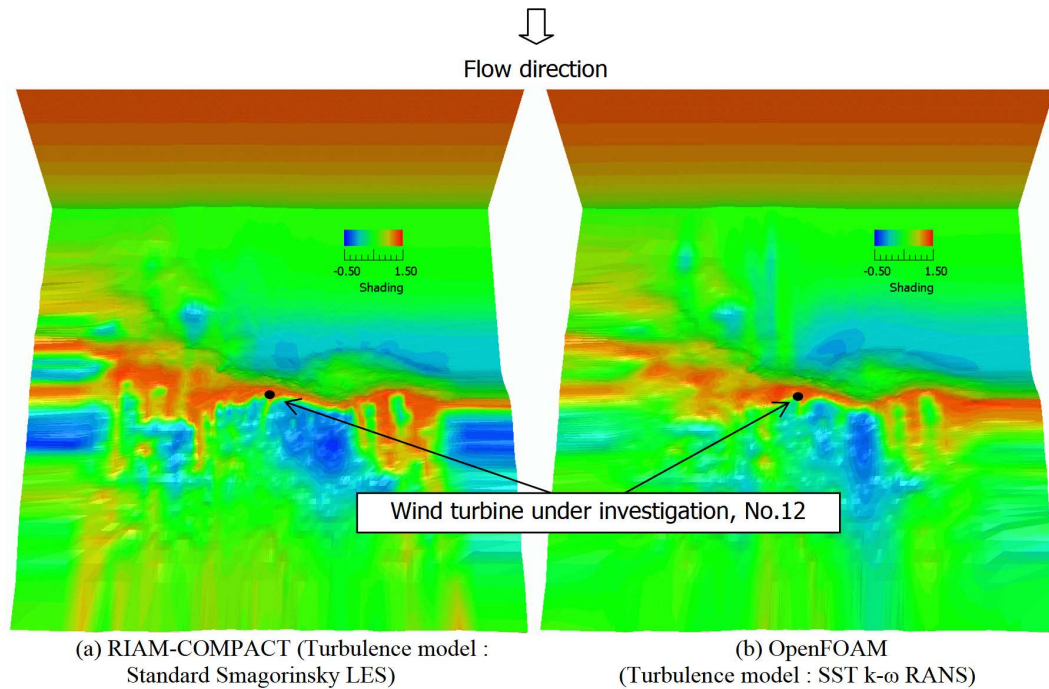 Flow direction
-0.50 1.50
Shading
-0.50 1.50
Shading
Wind turbine under investigation, No.12
(a) RIAM-COMPACT (Turbulence model :
Standard Smagorinsky LES)
(b) OpenFOAM
(Turbulence model : SST k-ω RANS)